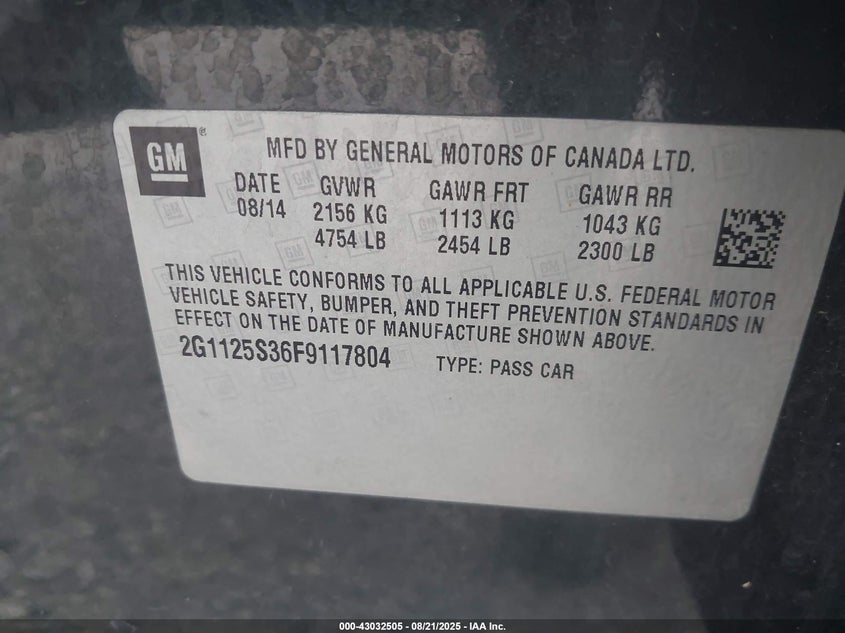 GM
MFD BY GENERAL MOTORS OF CANADA LTD.
DATE GVWR GAWR FRT GAWR RR
08/14 2156 KG 1113 KG 1043 KG
4754 LB 2454 LB 2300 LB
THIS VEHICLE CONFORMS TO ALL APPLICABLE U.S. FEDERAL MOTOR
VEHICLE SAFETY, BUMPER, AND THEFT PREVENTION STANDARDS IN
EFFECT ON THE DATE OF MANUFACTURE SHOWN ABOVE.
2G1125S36F9117804 TYPE: PASS CAR
000-43032505 - 08/21/2025 - IAA Inc.